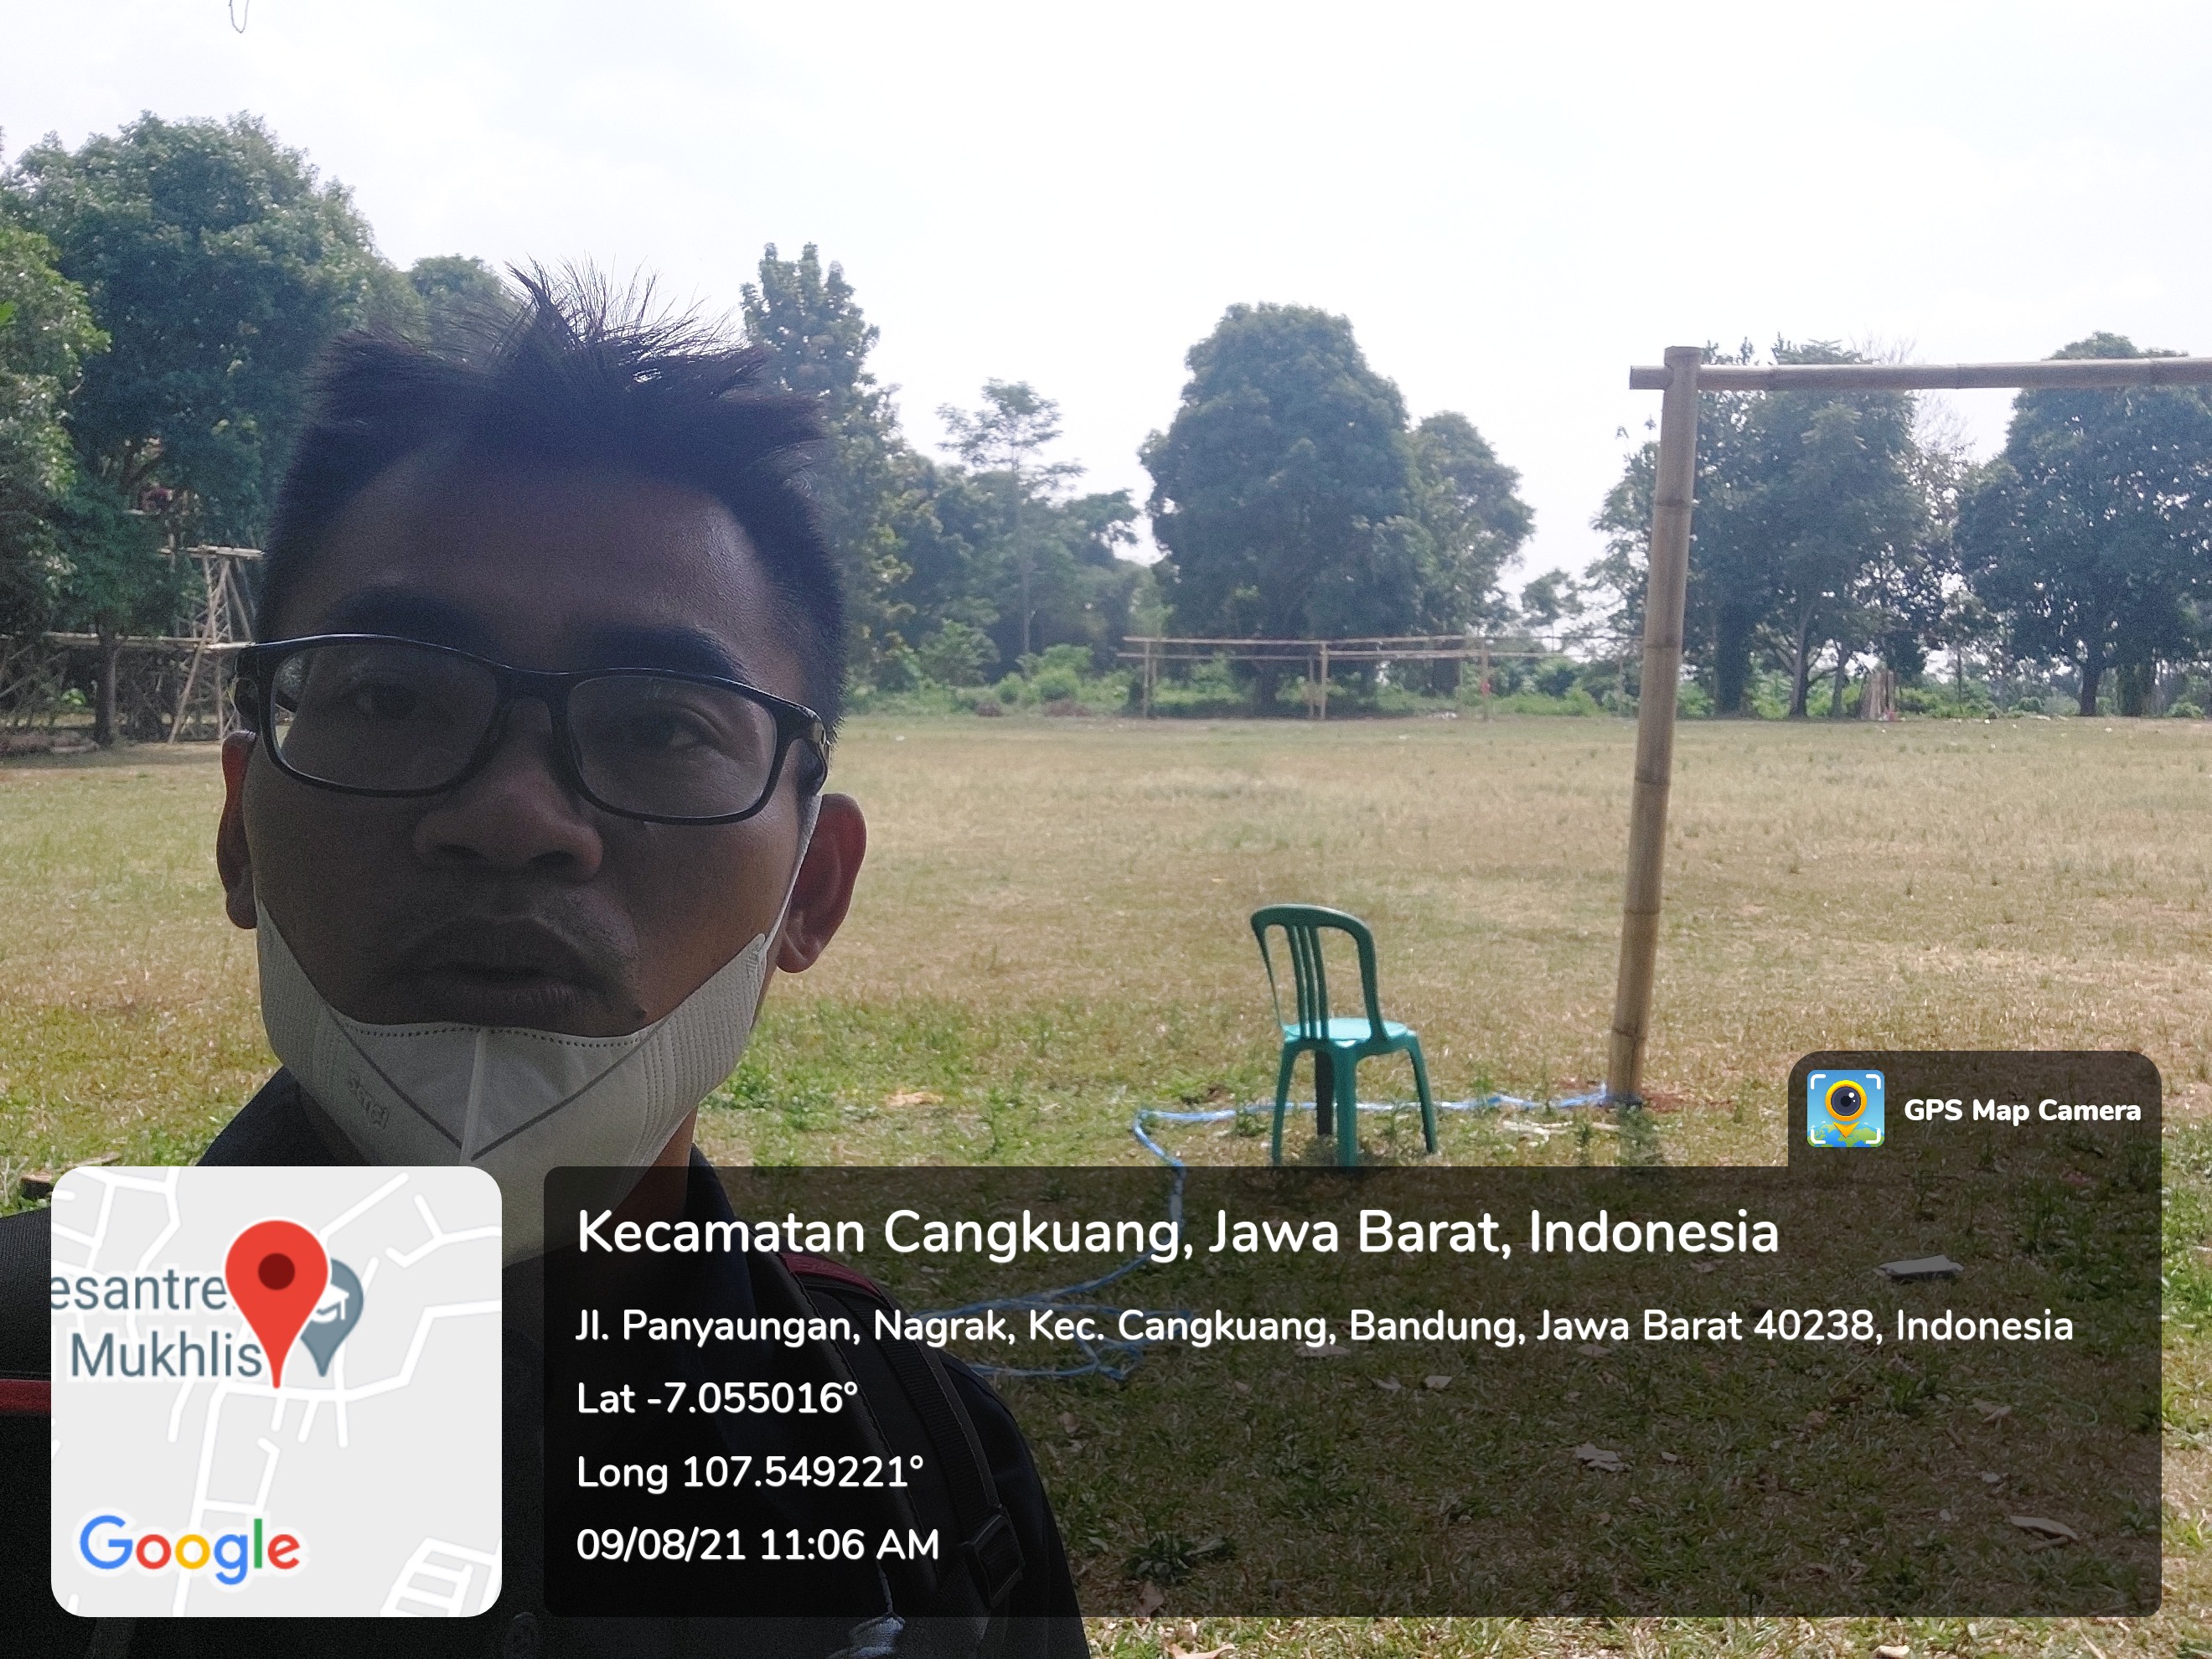 GPS Map Camera
Kecamatan Cangkuang, Jawa Barat, Indonesia
Jl. Panyaungan, Nagrak, Kec. Cangkuang, Bandung, Jawa Barat 40238, Indonesia
Lat -7.055016°
Long 107.549221°
09/08/21 11:06 AM
esantre
Mukhlis
Google